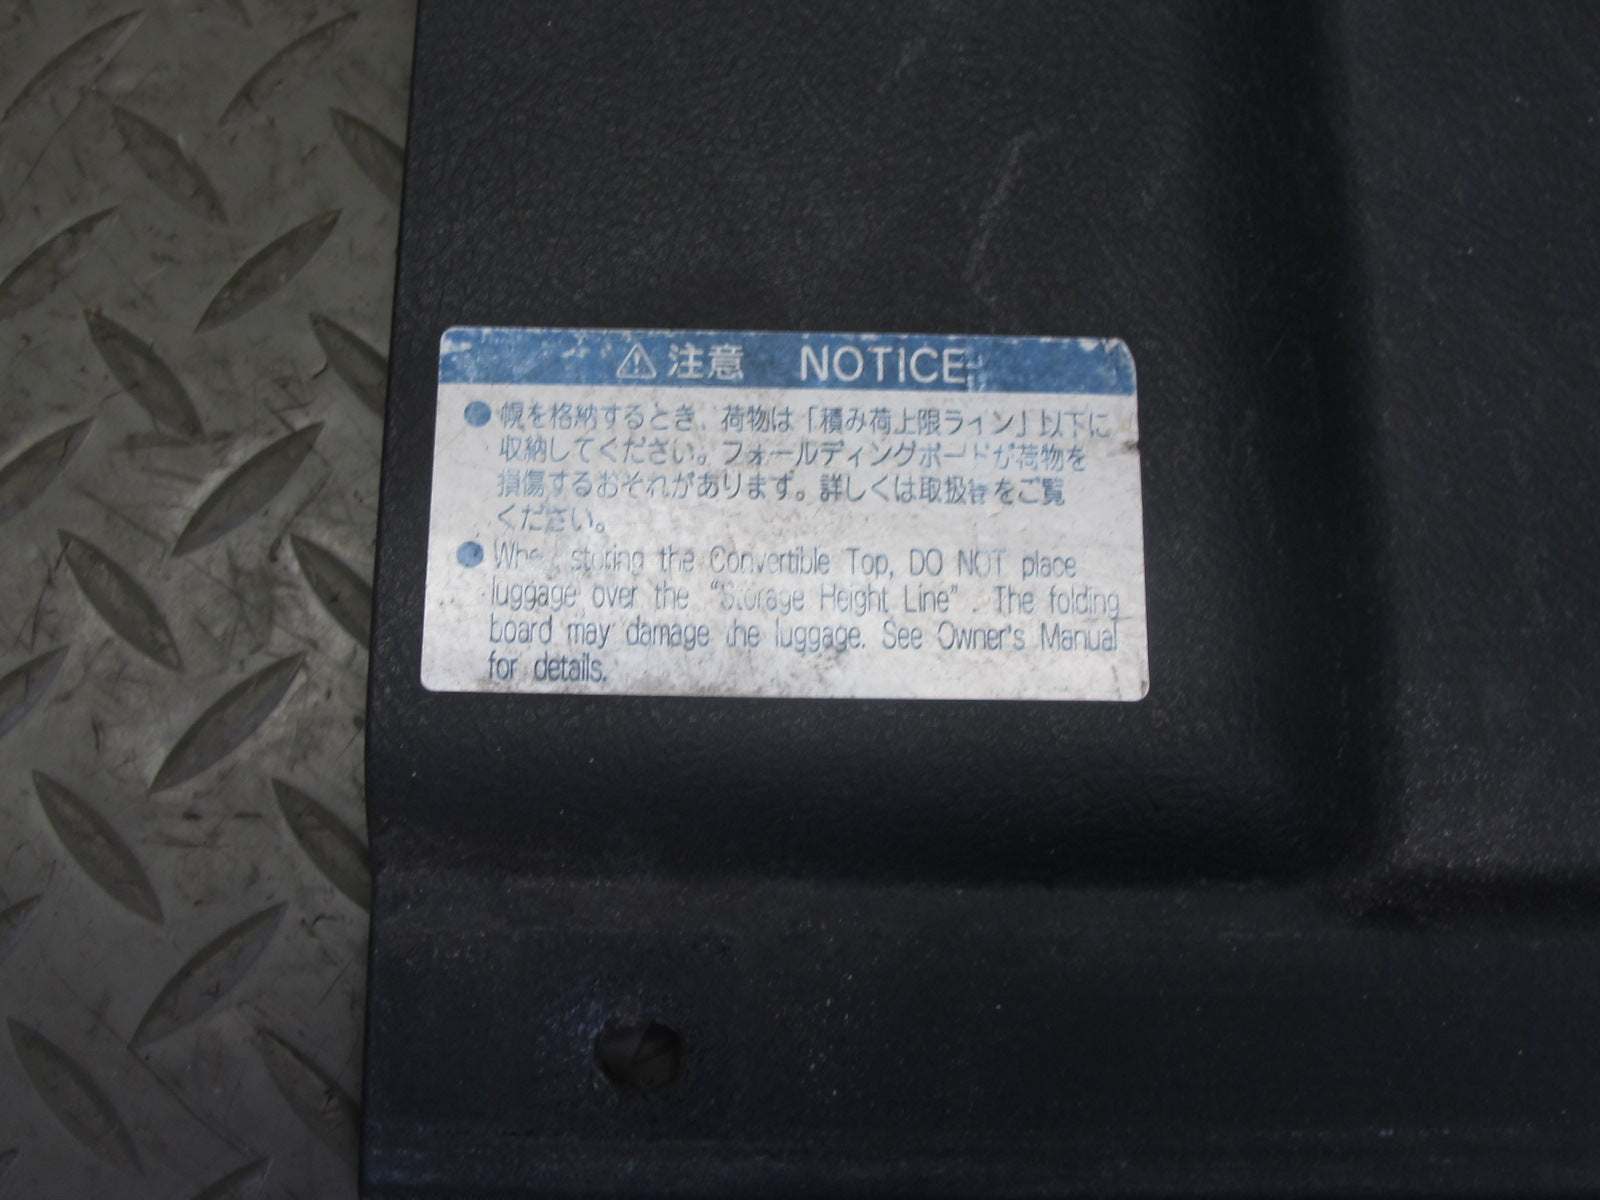 ⚠注意 NOTICE
● 幌を格納するとき、荷物は「積み荷上限ライン」以下に
収納してください。フォールディングボードが荷物を
損傷するおそれがあります。詳しくは取扱書をご覧
ください。
● When storing the Convertible Top, DO NOT place
luggage over the "Storage Height Line". The folding
board may damage the luggage. See Owner's Manual
for details.